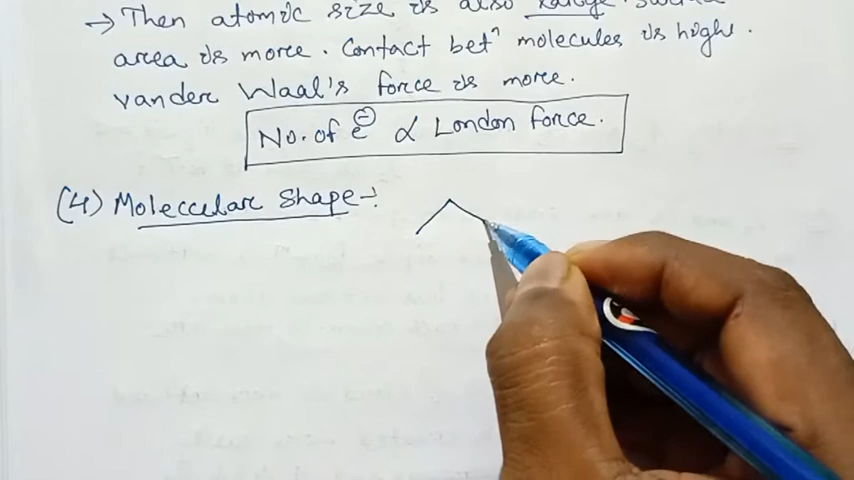 → Then atomic size is also large. surface
area is more. Contact betⁿ molecules is high.
vander Waal's force is more.
No. of e⊖ ∝ London force.
(4) Moleccular shape -: